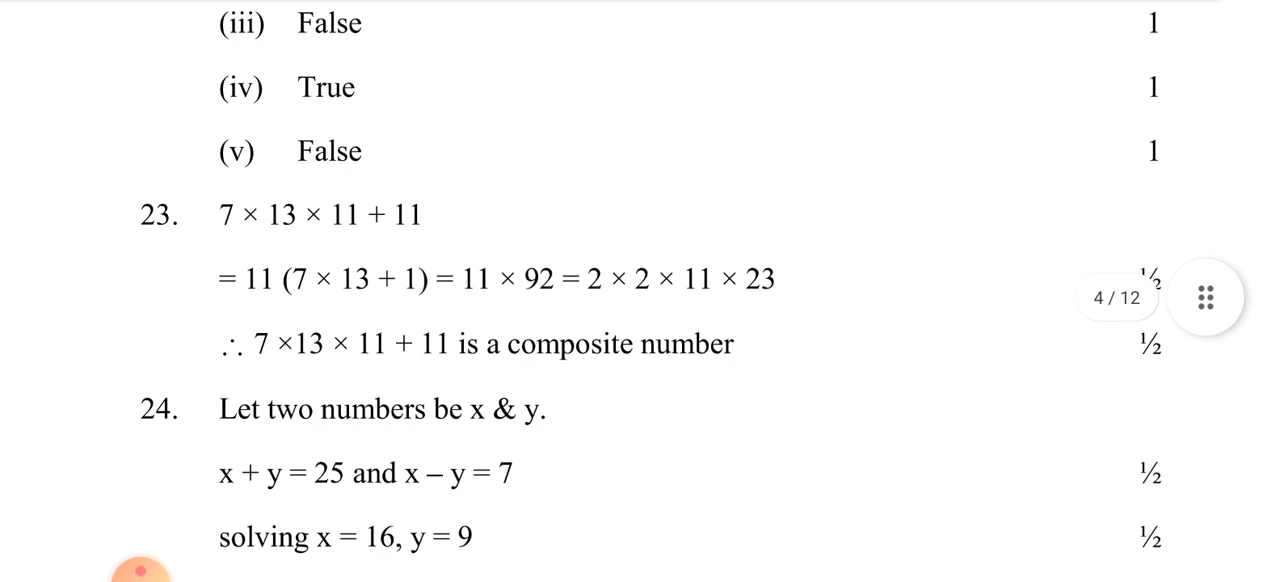 (iii) False 1
(iv) True 1
(v) False 1
23. 7 × 13 × 11 + 11
= 11 (7 × 13 + 1) = 11 × 92 = 2 × 2 × 11 × 23 ½
4 / 12
∴ 7 ×13 × 11 + 11 is a composite number ½
24. Let two numbers be x & y.
x + y = 25 and x – y = 7 ½
solving x = 16, y = 9 ½